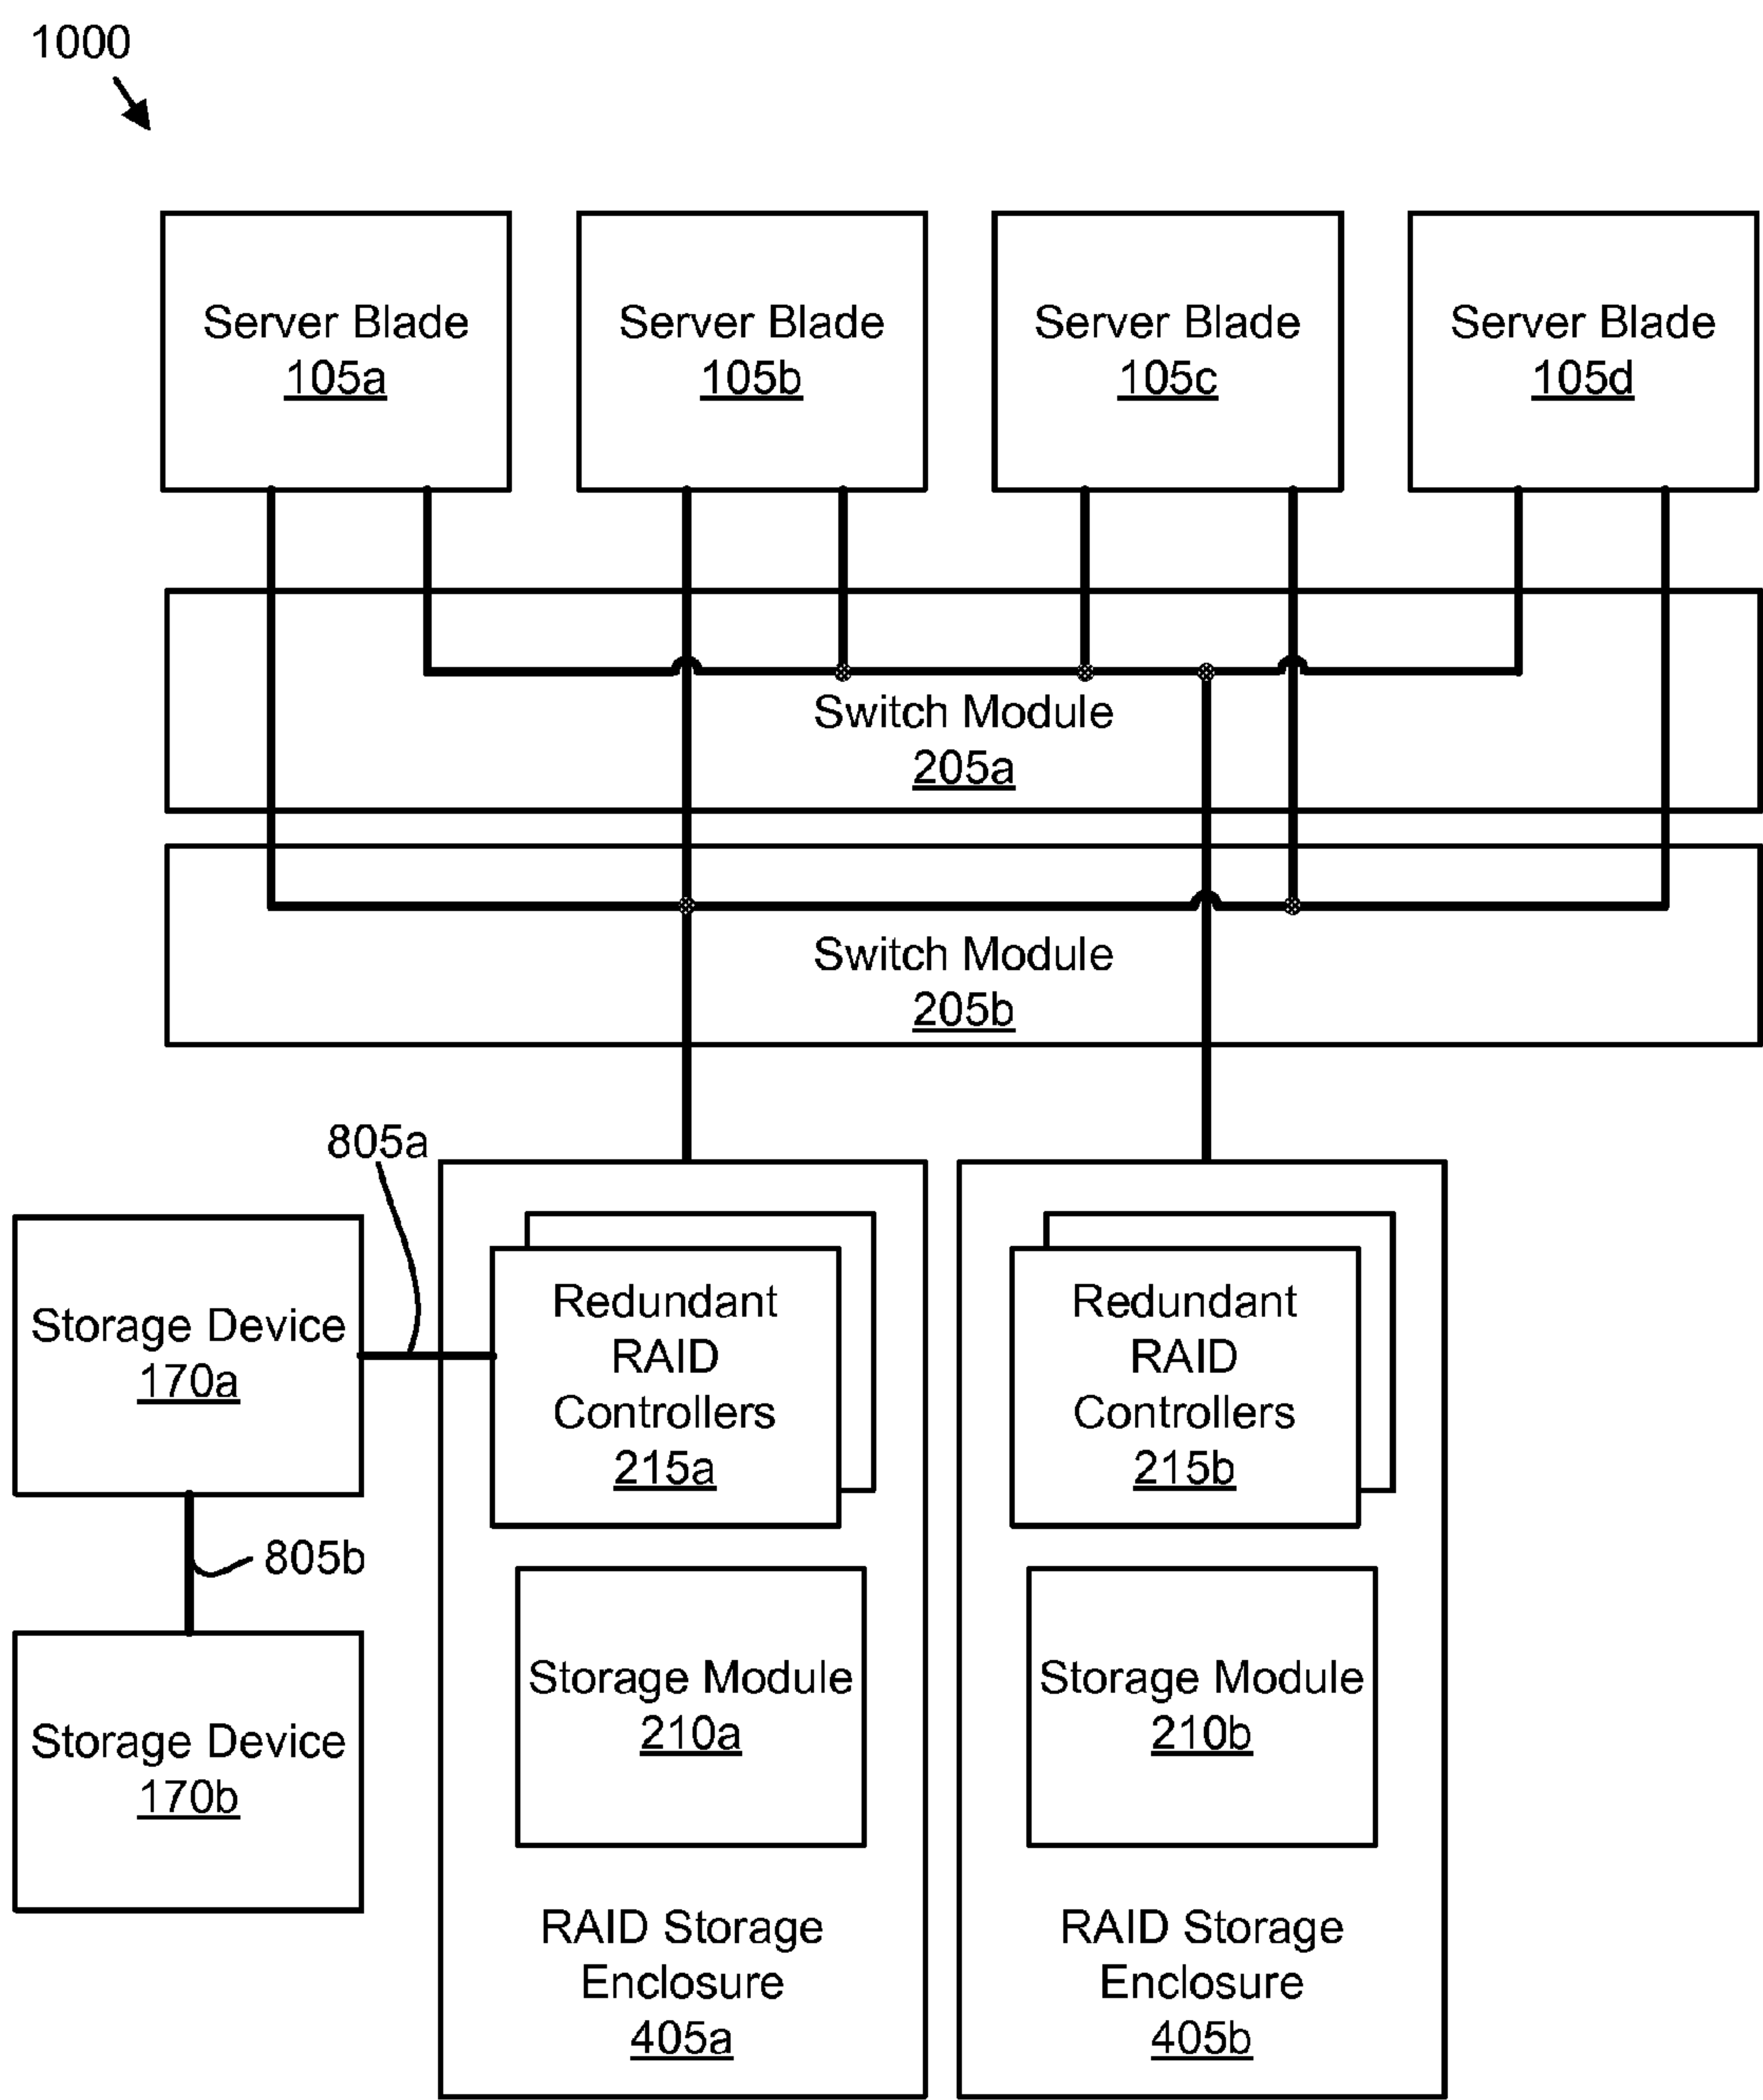 1000
Server Blade
105a
Server Blade
105b
Server Blade
105c
Server Blade
105d
Switch Module
205a
Switch Module
205b
805a
Storage Device
170a
805b
Storage Device
170b
Redundant
RAID
Controllers
215a
Storage Module
210a
RAID Storage
Enclosure
405a
Redundant
RAID
Controllers
215b
Storage Module
210b
RAID Storage
Enclosure
405b